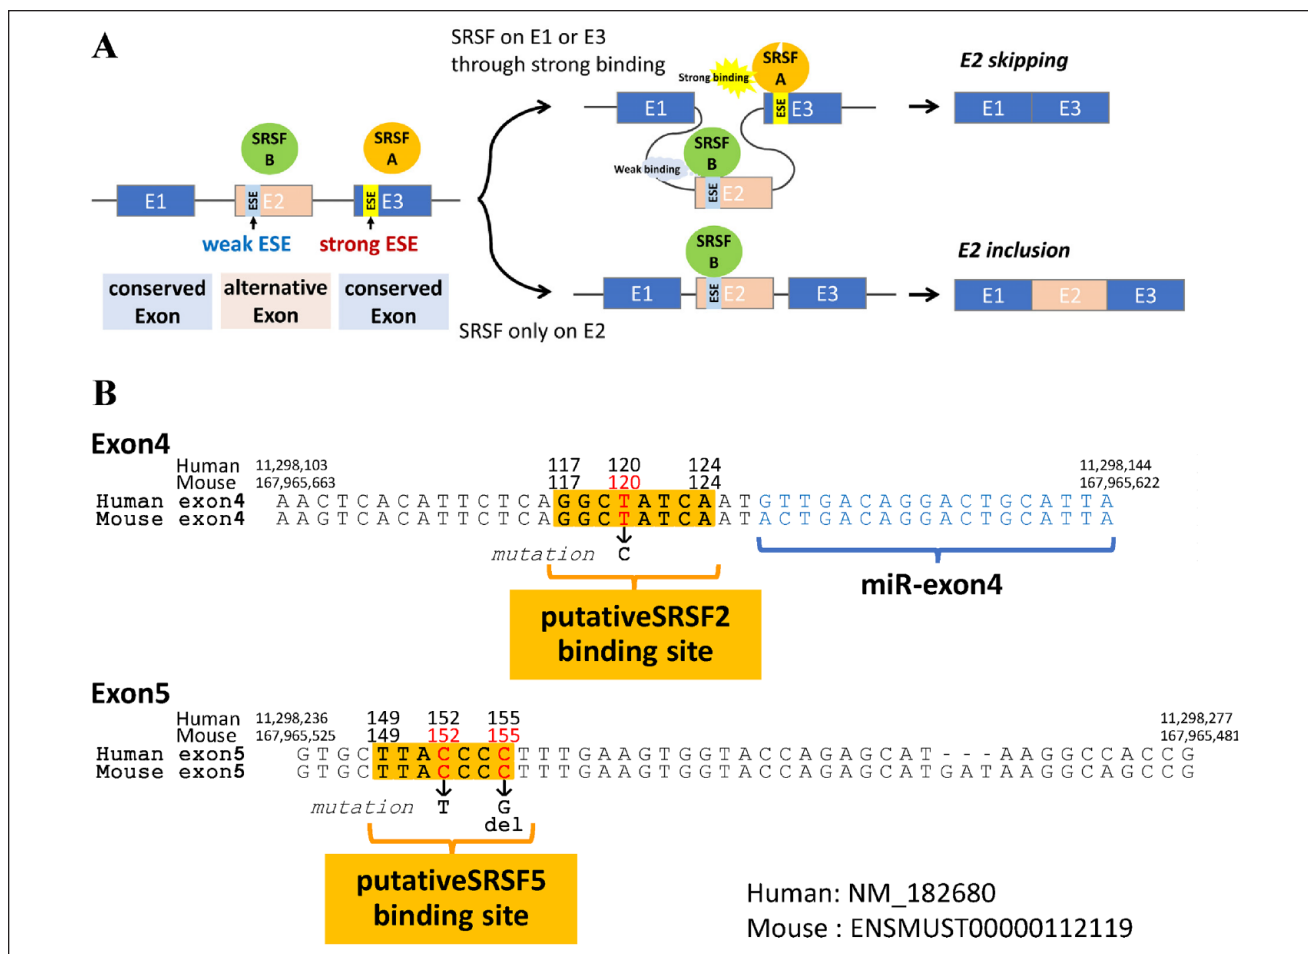 A
SRSF on E1 or E3
through strong binding
Strong binding
SRSF
A
ESE
E1
E3
E2 skipping
E1 E3
SRSF
B
SRSF
A
Weak binding
SRSF
B
ESE
E2
E1
ESE
E2
ESE
E3
weak ESE
strong ESE
conserved
Exon
alternative
Exon
conserved
Exon
SRSF
B
E1
ESE
E2
E3
SRSF only on E2
E2 inclusion
E1 E2 E3
B
Exon4
Human 11,298,103 117 120 124 11,298,144
Mouse 167,965,663 117 120 124 167,965,622
Human exon4 A A C T C A C A T T C T C A G G C T A T C A A T G T T G A C A G G A C T G C A T T A
Mouse exon4 A A G T C A C A T T C T C A G G C T A T C A A T A C T G A C A G G A C T G C A T T A
mutation C
miR-exon4
putativeSRSF2
binding site
Exon5
Human 11,298,236 149 152 155 11,298,277
Mouse 167,965,525 149 152 155 167,965,481
Human exon5 G T G C T T A C C C C T T T G A A G T G G T A C C A G A G C A T - - - A A G G C C A C C G
Mouse exon5 G T G C T T A C C C C T T T G A A G T G G T A C C A G A G C A T G A T A A G G C A G C C G
mutation T G
del
putativeSRSF5
binding site
Human: NM_182680
Mouse : ENSMUST00000112119